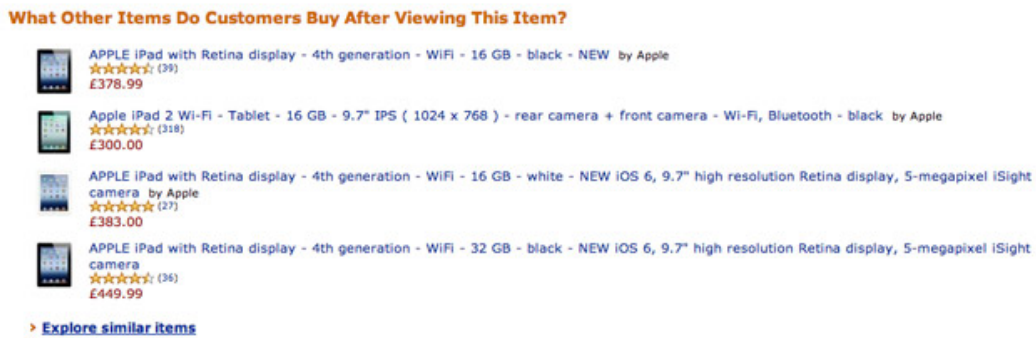 What Other Items Do Customers Buy After Viewing This Item?
APPLE iPad with Retina display - 4th generation - WiFi - 16 GB - black - NEW by Apple
(39)
£378.99
Apple iPad 2 Wi-Fi - Tablet - 16 GB - 9.7" IPS ( 1024 x 768 ) - rear camera + front camera - Wi-Fi, Bluetooth - black by Apple
(318)
£300.00
APPLE iPad with Retina display - 4th generation - WiFi - 16 GB - white - NEW iOS 6, 9.7" high resolution Retina display, 5-megapixel iSight
camera by Apple
(27)
£383.00
APPLE iPad with Retina display - 4th generation - WiFi - 32 GB - black - NEW iOS 6, 9.7" high resolution Retina display, 5-megapixel iSight
camera
(36)
£449.99
› Explore similar items